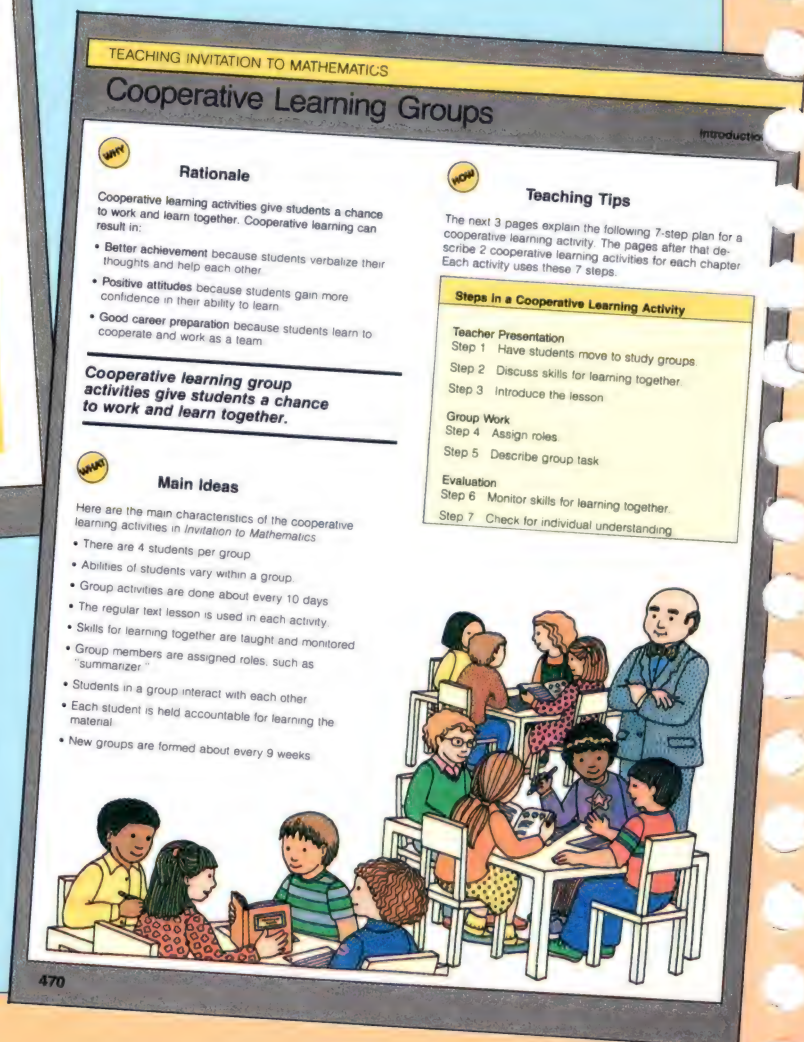 TEACHING INVITATION TO MATHEMATICS
Cooperative Learning Groups
WHY
Rationale
Cooperative learning activities give students a chance
to work and learn together. Cooperative learning can
result in:
• Better achievement because students verbalize their
thoughts and help each other
• Positive attitudes because students gain more
confidence in their ability to learn
• Good career preparation because students learn to
cooperate and work as a team
Cooperative learning group
activities give students a chance
to work and learn together.
WHAT
Main Ideas
Here are the main characteristics of the cooperative
learning activities in Invitation to Mathematics
• There are 4 students per group
• Abilities of students vary within a group
• Group activities are done about every 10 days
• The regular text lesson is used in each activity
• Skills for learning together are taught and monitored
• Group members are assigned roles, such as
"summarizer."
• Students in a group interact with each other
• Each student is held accountable for learning the
material
• New groups are formed about every 9 weeks
Introductio
HOW
Teaching Tips
The next 3 pages explain the following 7-step plan for a
cooperative learning activity. The pages after that de-
scribe 2 cooperative learning activities for each chapter
Each activity uses these 7 steps.
Steps in a Cooperative Learning Activity
Teacher Presentation
Step 1 Have students move to study groups.
Step 2 Discuss skills for learning together.
Step 3 Introduce the lesson
Group Work
Step 4 Assign roles
Step 5 Describe group task
Evaluation
Step 6 Monitor skills for learning together.
Step 7 Check for individual understanding
470